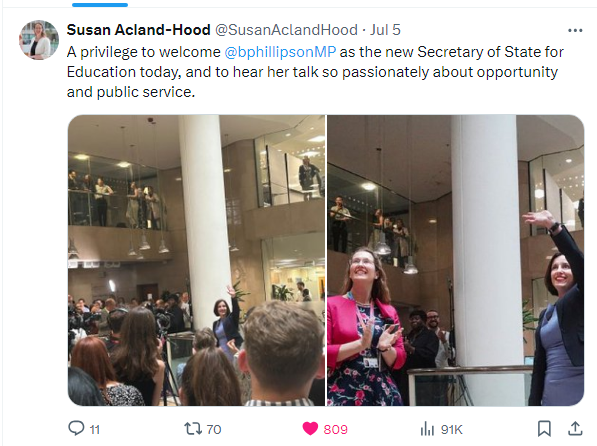 Susan Acland-Hood @SusanAclandHood · Jul 5
A privilege to welcome @bphillipsonMP as the new Secretary of State for
Education today, and to hear her talk so passionately about opportunity
and public service.
11 70 809 91K